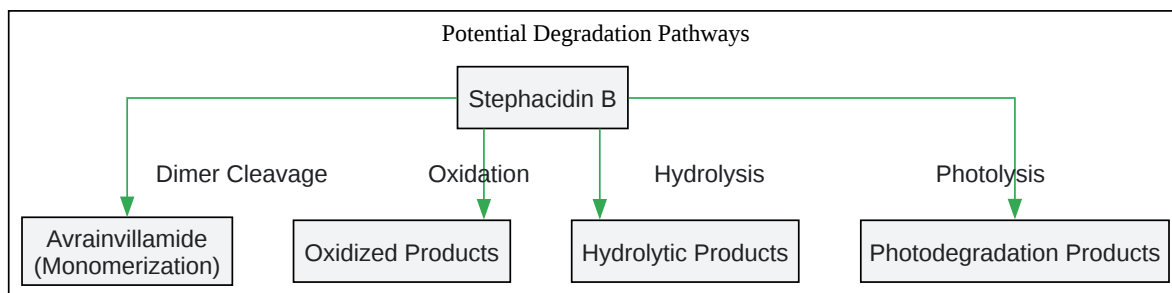 Potential Degradation Pathways
Stephacidin B
Dimer Cleavage
Oxidation
Hydrolysis
Photolysis
Avrainvillamide
(Monomerization)
Oxidized Products
Hydrolytic Products
Photodegradation Products